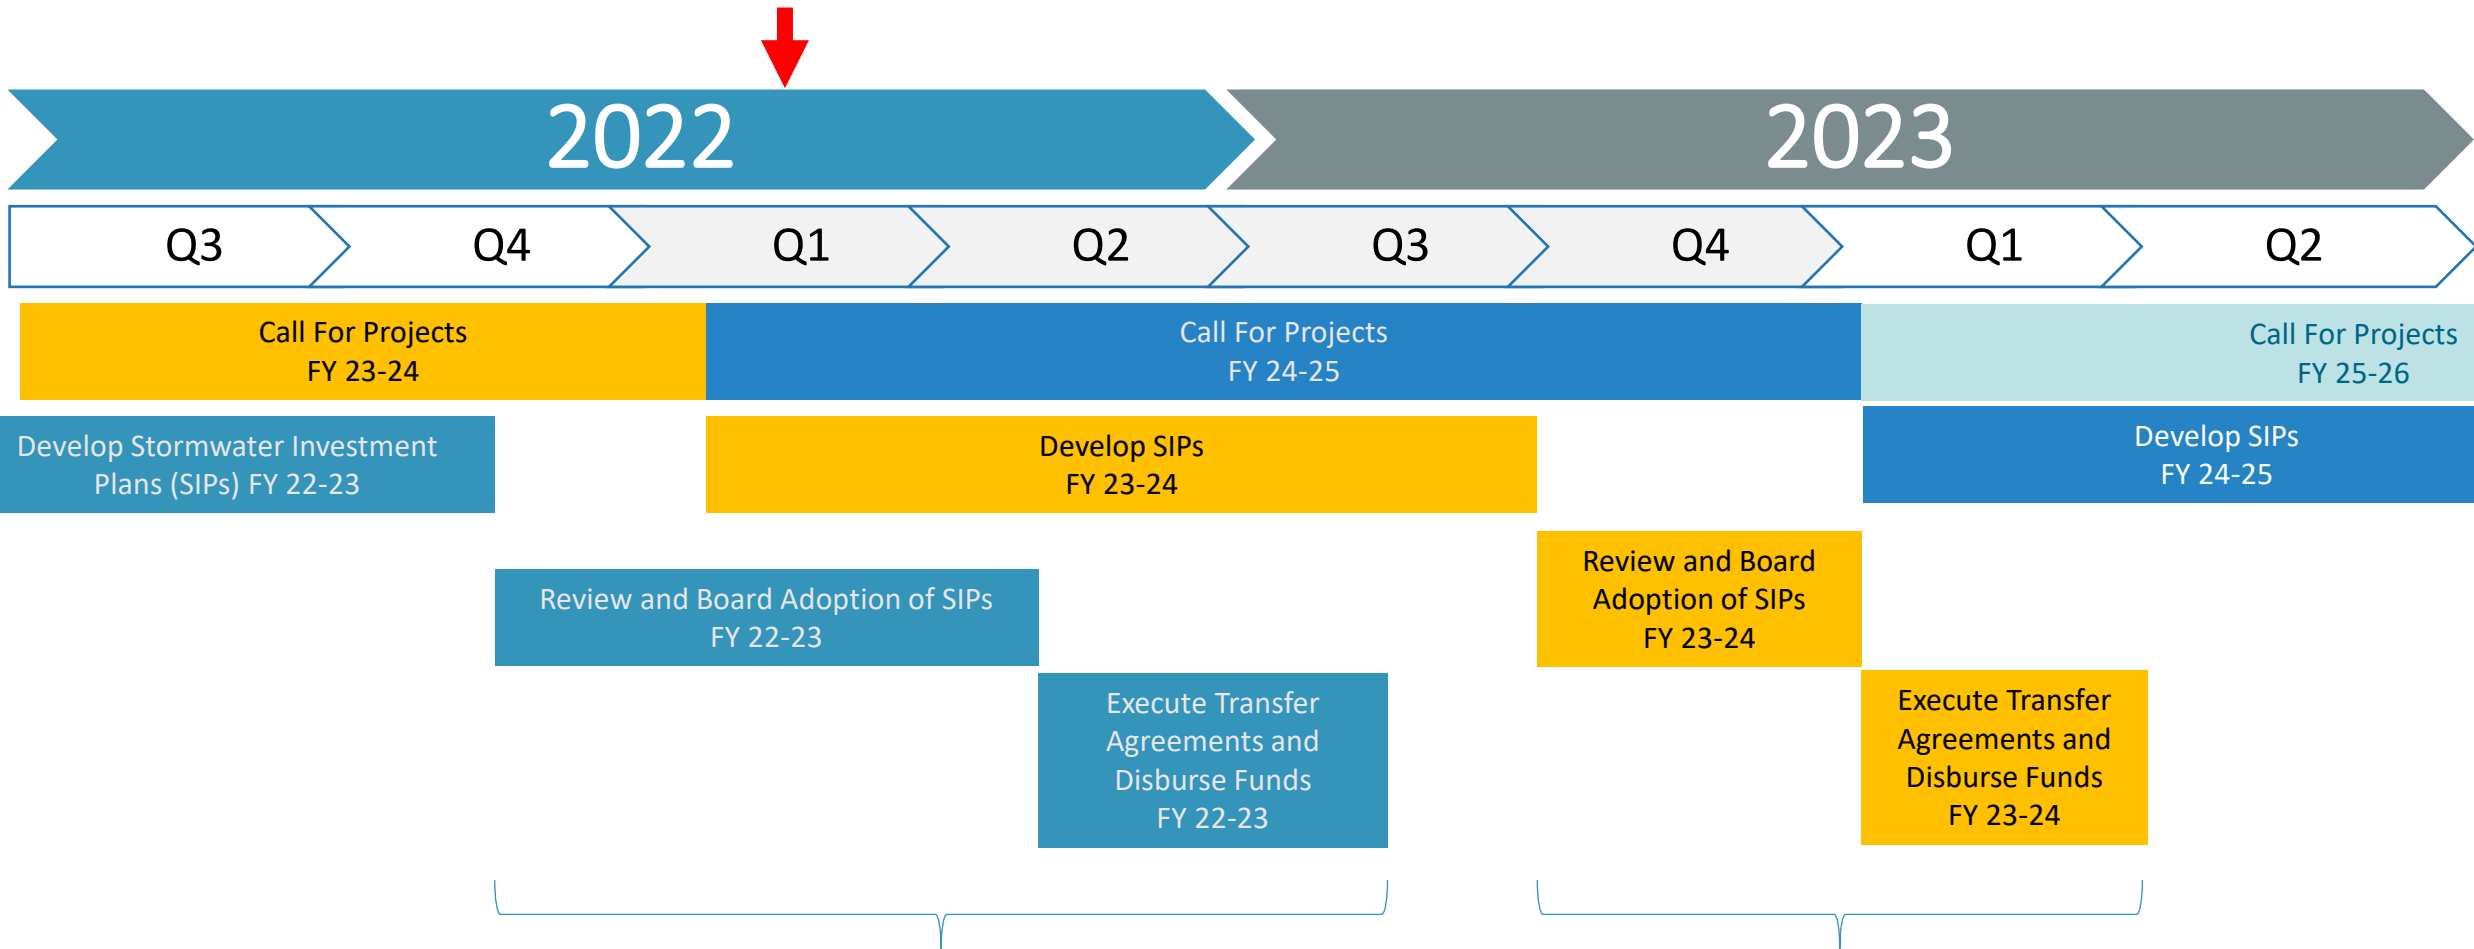 2022
2023
Q3
Q4
Q1
Q2
Q3
Q4
Q1
Q2
Call For Projects
FY 23-24
Call For Projects
FY 24-25
Call For Projects
FY 25-26
Develop Stormwater Investment
Plans (SIPs) FY 22-23
Develop SIPs
FY 23-24
Develop SIPs
FY 24-25
Review and Board Adoption of SIPs
FY 22-23
Review and Board
Adoption of SIPs
FY 23-24
Execute Transfer
Agreements and
Disburse Funds
FY 22-23
Execute Transfer
Agreements and
Disburse Funds
FY 23-24